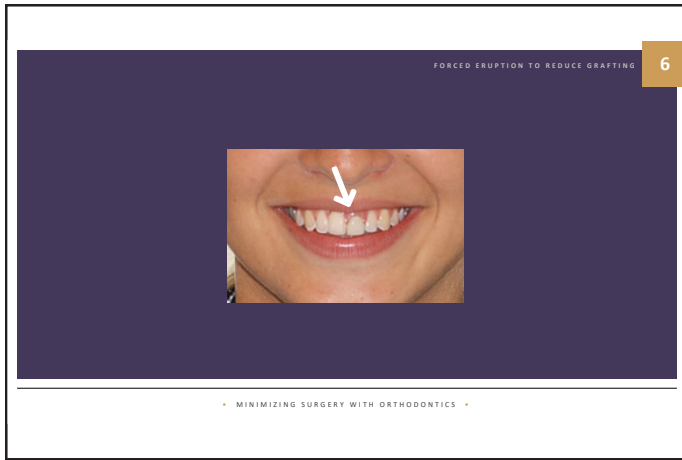 FORCED ERUPTION TO REDUCE GRAFTING
6
• MINIMIZING SURGERY WITH ORTHODONTICS •